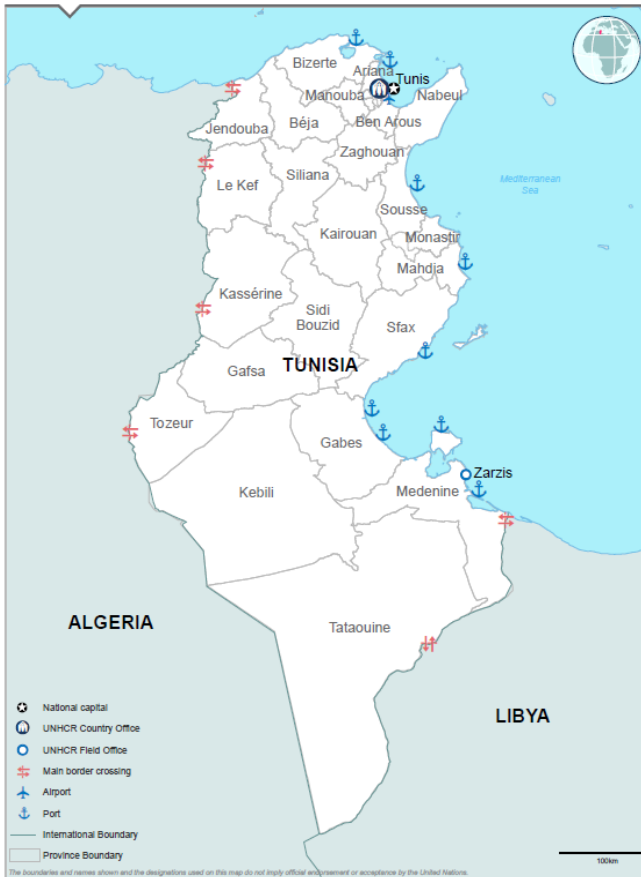 Bizerte
Ariana
Tunis
Manouba
Nabeul
Jendouba
Béja
Ben Arous
Zaghouan
Le Kef
Siliana
Mediterranean
Sea
Sousse
Kairouan
Monastir
Mahdia
Kassérine
Sidi
Bouzid
Sfax
TUNISIA
Gafsa
Tozeur
Gabes
Zarzis
Kebili
Medenine
ALGERIA
Tataouine
LIBYA
National capital
UNHCR Country Office
UNHCR Field Office
Main border crossing
Airport
Port
International Boundary
Province Boundary
100km
The boundaries and names shown and the designations used on this map do not imply official endorsement or acceptance by the United Nations.